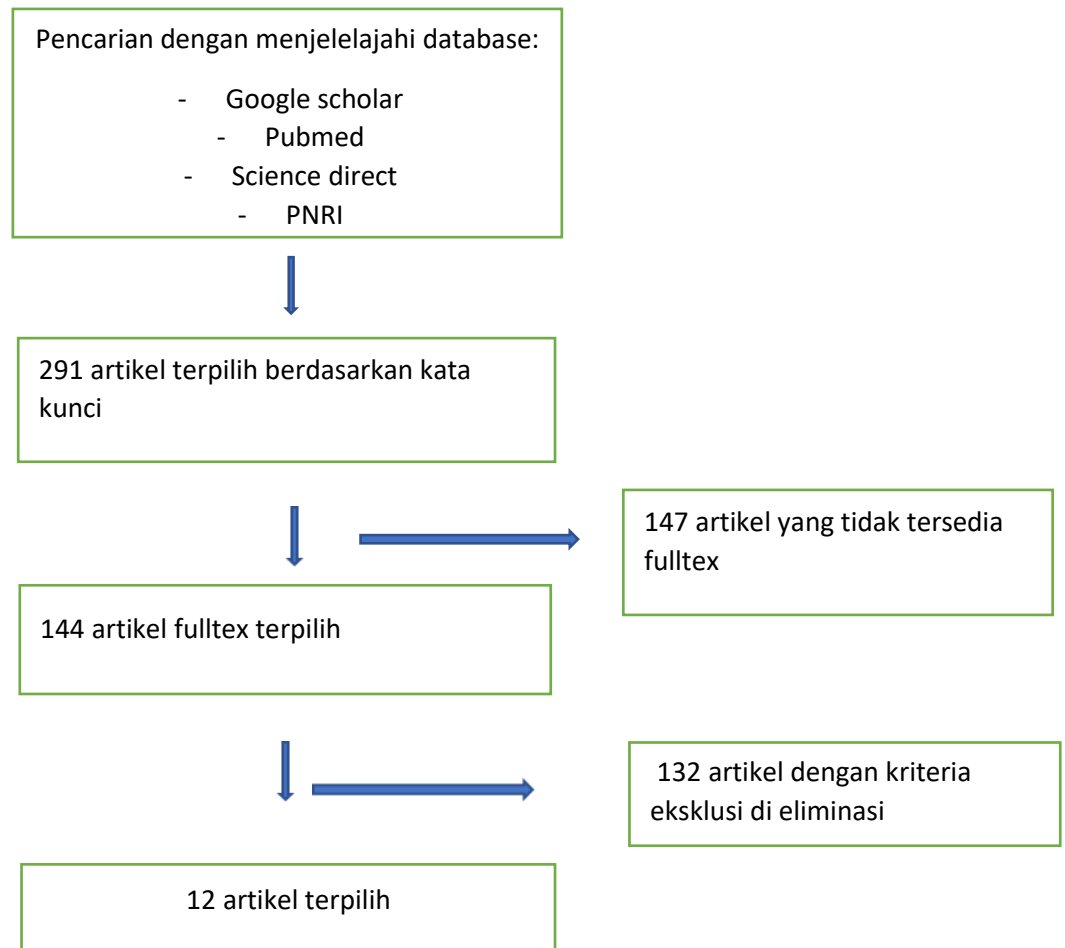 Pencarian dengan menjelelajahi database:
- Google scholar
- Pubmed
- Science direct
- PNRI
291 artikel terpilih berdasarkan kata
kunci
147 artikel yang tidak tersedia
fulltex
144 artikel fulltex terpilih
132 artikel dengan kriteria
eksklusi di eliminasi
12 artikel terpilih